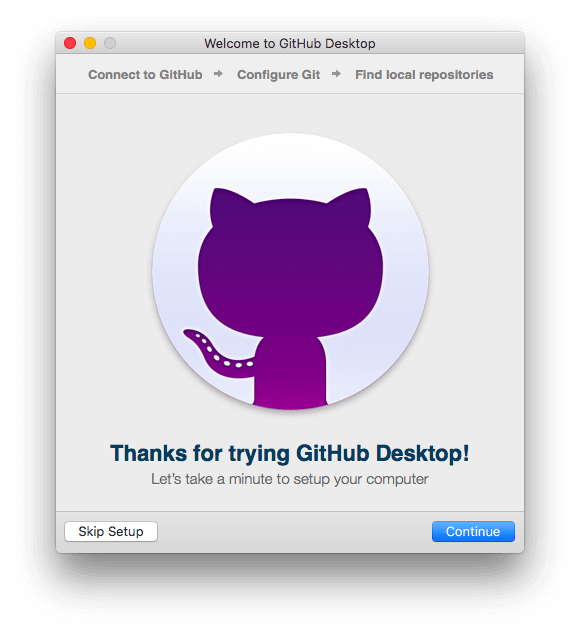 Welcome to GitHub Desktop
Connect to GitHub → Configure Git → Find local repositories
Thanks for trying GitHub Desktop!
Let's take a minute to setup your computer
Skip Setup
Continue